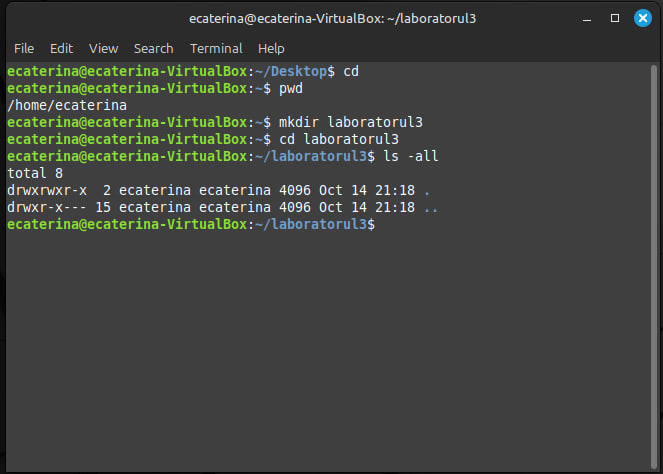 ecaterina@ecaterina-VirtualBox: ~/laboratorul3
File Edit View Search Terminal Help
ecaterina@ecaterina-VirtualBox:~/Desktop$ cd
ecaterina@ecaterina-VirtualBox:~$ pwd
/home/ecaterina
ecaterina@ecaterina-VirtualBox:~$ mkdir laboratorul3
ecaterina@ecaterina-VirtualBox:~$ cd laboratorul3
ecaterina@ecaterina-VirtualBox:~/laboratorul3$ ls -all
total 8
drwxrwxr-x  2 ecaterina ecaterina 4096 Oct 14 21:18 .
drwxr-x--- 15 ecaterina ecaterina 4096 Oct 14 21:18 ..
ecaterina@ecaterina-VirtualBox:~/laboratorul3$